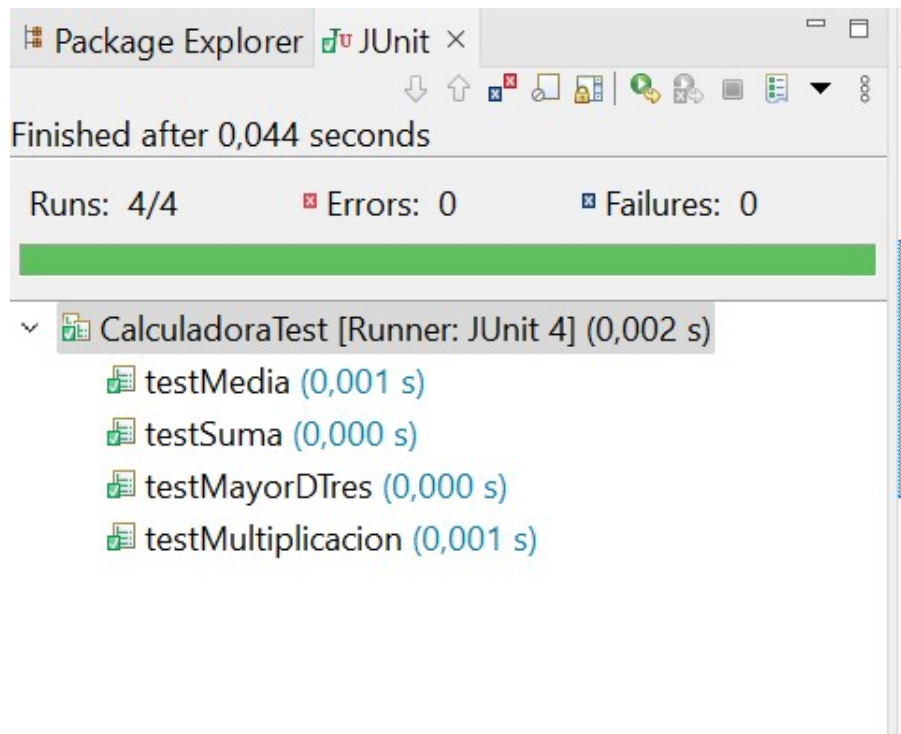 Package Explorer JUnit
Finished after 0,044 seconds
Runs: 4/4 Errors: 0 Failures: 0
CalculadoraTest [Runner: JUnit 4] (0,002 s)
testMedia (0,001 s)
testSuma (0,000 s)
testMayorDTres (0,000 s)
testMultiplicacion (0,001 s)